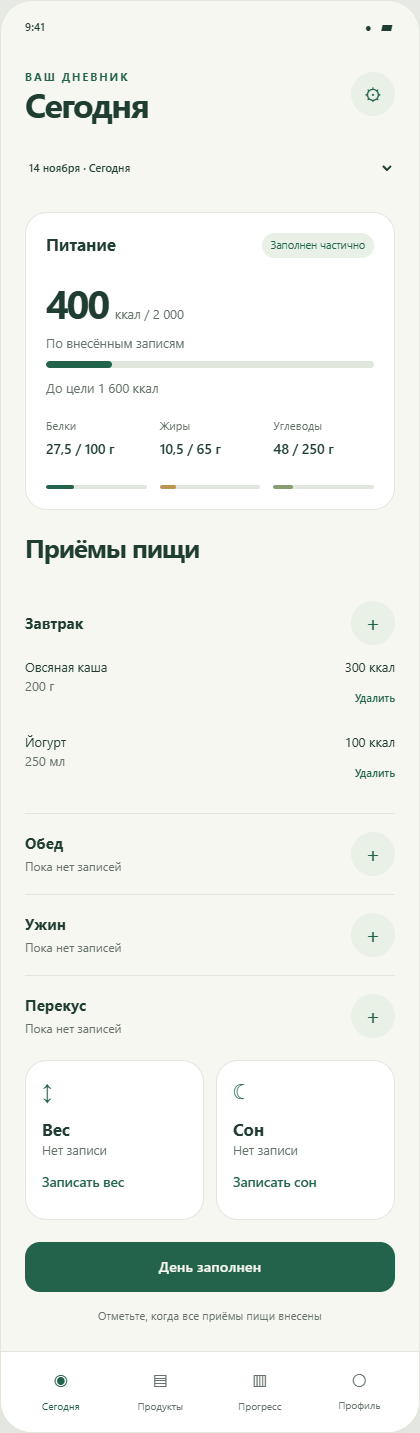 9:41
ВАШ ДНЕВНИК
Сегодня
14 ноября · Сегодня
Питание
Заполнен частично
400 ккал / 2 000
По внесённым записям
До цели 1 600 ккал
Белки Жиры Углеводы
27,5 / 100 г 10,5 / 65 г 48 / 250 г
Приёмы пищи
Завтрак +
Овсяная каша 300 ккал
200 г
Удалить
Йогурт 100 ккал
250 мл
Удалить
Обед +
Пока нет записей
Ужин +
Пока нет записей
Перекус +
Пока нет записей
Вес Сон
Нет записи Нет записи
Записать вес Записать сон
День заполнен
Отметьте, когда все приёмы пищи внесены
Сегодня Продукты Прогресс Профиль